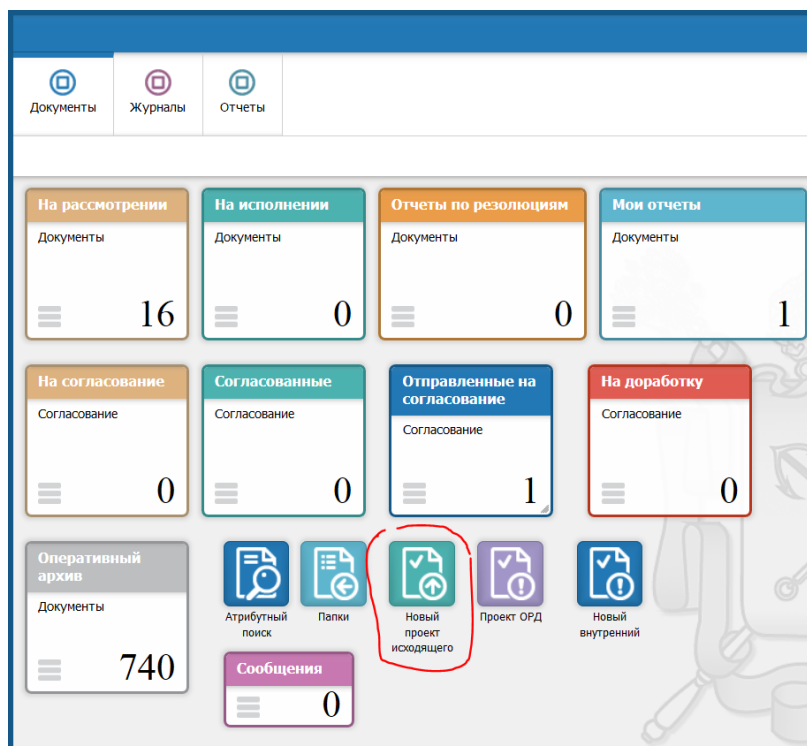 Документы
Журналы
Отчеты
На рассмотрении
Документы
16
На исполнении
Документы
0
Отчеты по резолюциям
Документы
0
Мои отчеты
Документы
1
На согласование
Согласование
0
Согласованные
Согласование
0
Отправленные на
согласование
Согласование
1
На доработку
Согласование
0
Оперативный
архив
Документы
740
Атрибутный
поиск
Папки
Новый
проект
исходящего
Проект ОРД
Новый
внутренний
Сообщения
0